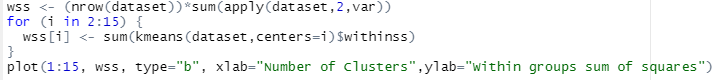 wss <- (nrow(dataset))*sum(apply(dataset,2,var))
for (i in 2:15) {
  wss[i] <- sum(kmeans(dataset,centers=i)$withinss)
}
plot(1:15, wss, type="b", xlab="Number of Clusters",ylab="Within groups sum of squares")